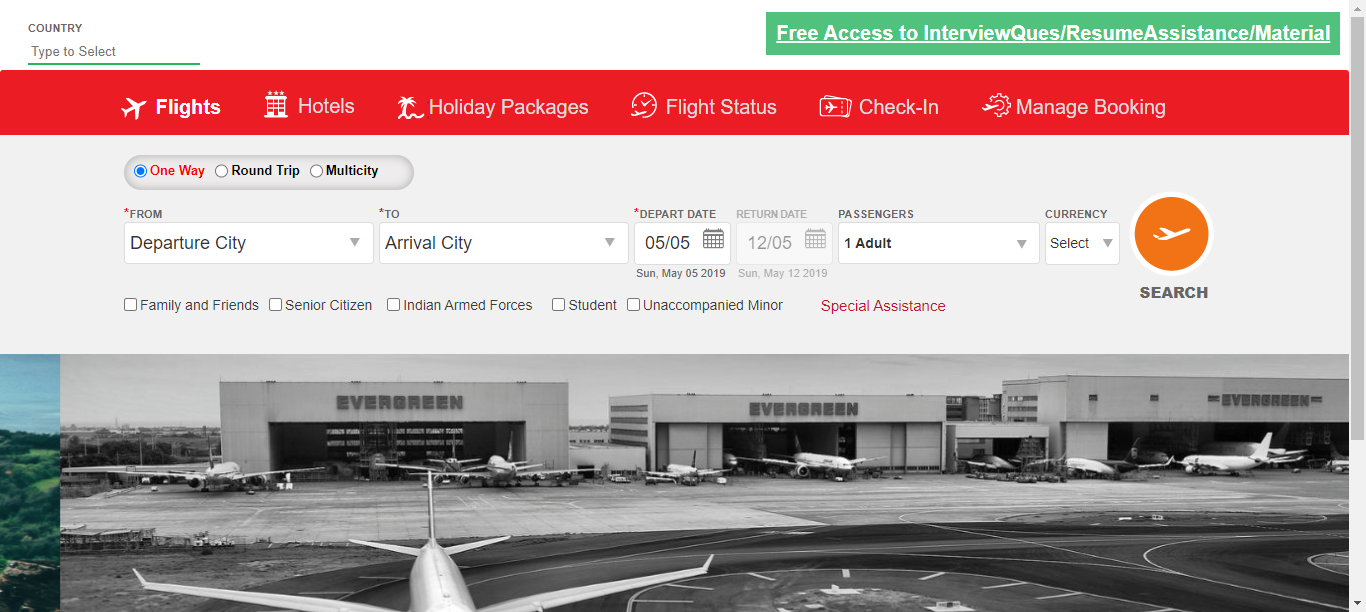 COUNTRY
Type to Select
Free Access to InterviewQues/ResumeAssistance/Material
Flights
Hotels
Holiday Packages
Flight Status
Check-In
Manage Booking
One Way
Round Trip
Multicity
*FROM
*TO
*DEPART DATE
RETURN DATE
PASSENGERS
CURRENCY
Departure City
Arrival City
05/05
12/05
1 Adult
Select
Sun, May 05 2019
Sun, May 12 2019
SEARCH
Family and Friends
Senior Citizen
Indian Armed Forces
Student
Unaccompanied Minor
Special Assistance
EVERGREEN
EVERGREEN
EVERGREEN